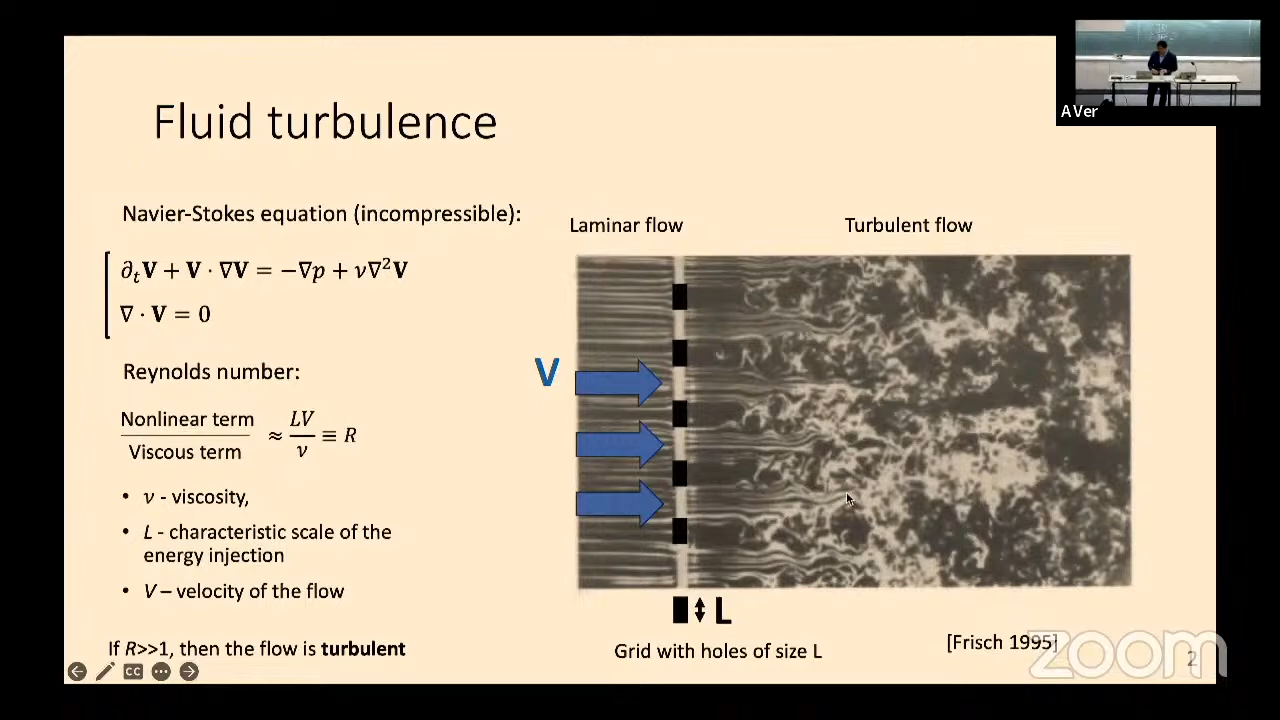 A Ver
Fluid turbulence
Navier-Stokes equation (incompressible):
∂ₜ𝐕 + 𝐕 · ∇𝐕 = −∇p + ν∇²𝐕
∇ · 𝐕 = 0
Reynolds number:
Nonlinear term
Viscous term
≈ LV/ν ≡ R
• ν - viscosity,
• L - characteristic scale of the
energy injection
• V – velocity of the flow
If R>>1, then the flow is turbulent
Laminar flow
Turbulent flow
V
L
Grid with holes of size L
[Frisch 1995]
zoom
2
CC